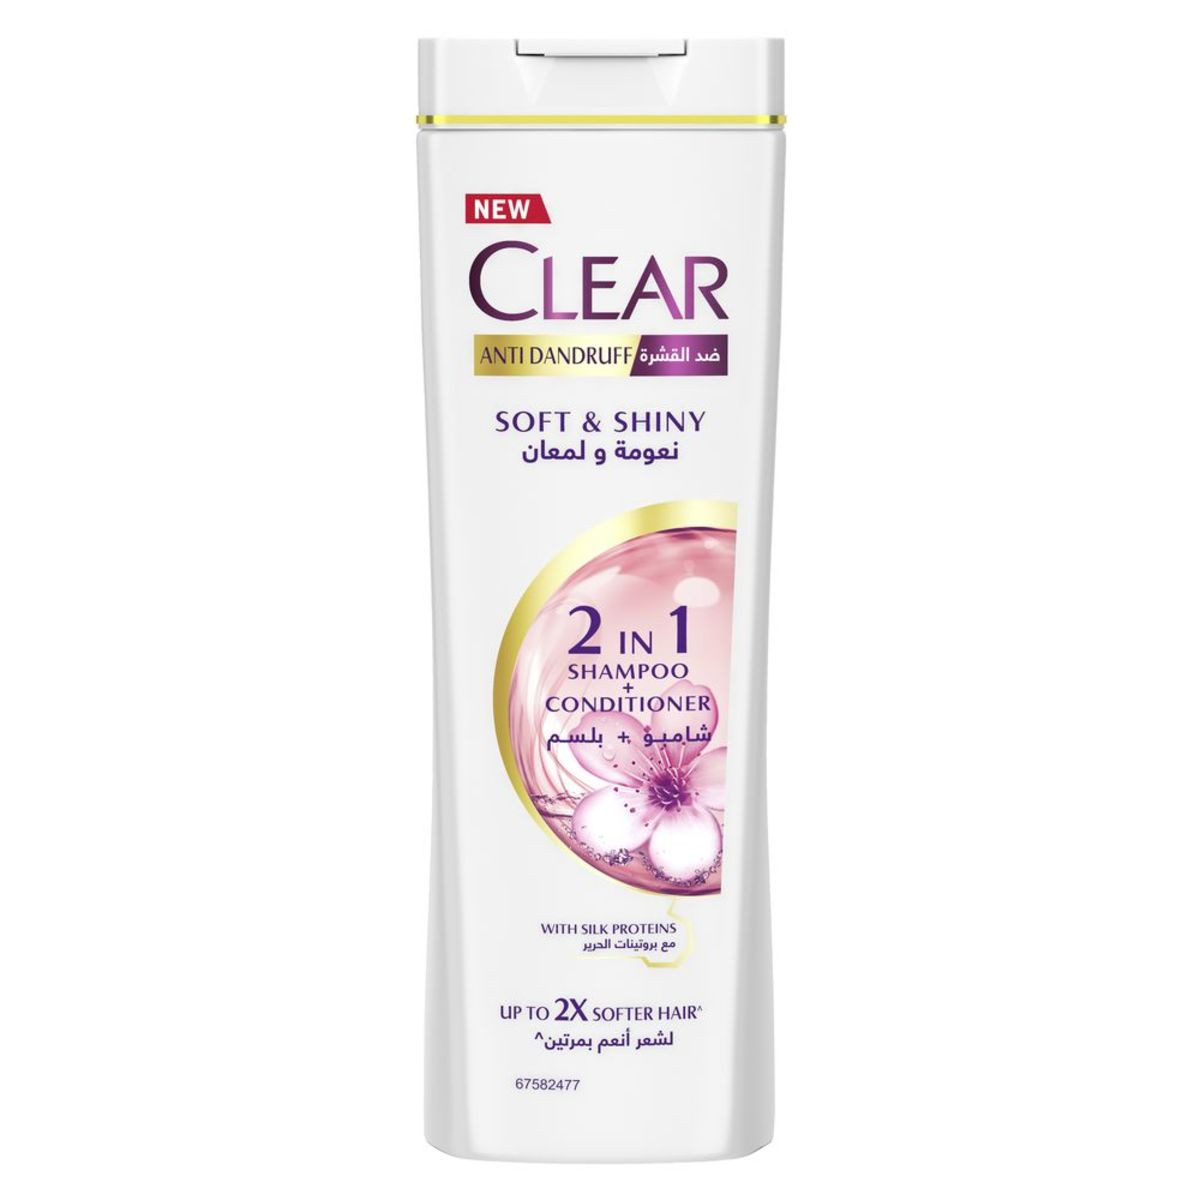 NEW
CLEAR
ANTI DANDRUFF ضد القشرة
SOFT & SHINY
نعومة و لمعان
2 IN 1
SHAMPOO
+
CONDITIONER
شامبو + بلسم
WITH SILK PROTEINS
مع بروتينات الحرير
UP TO 2X SOFTER HAIR^
لشعر أنعم بمرتين^
67582477